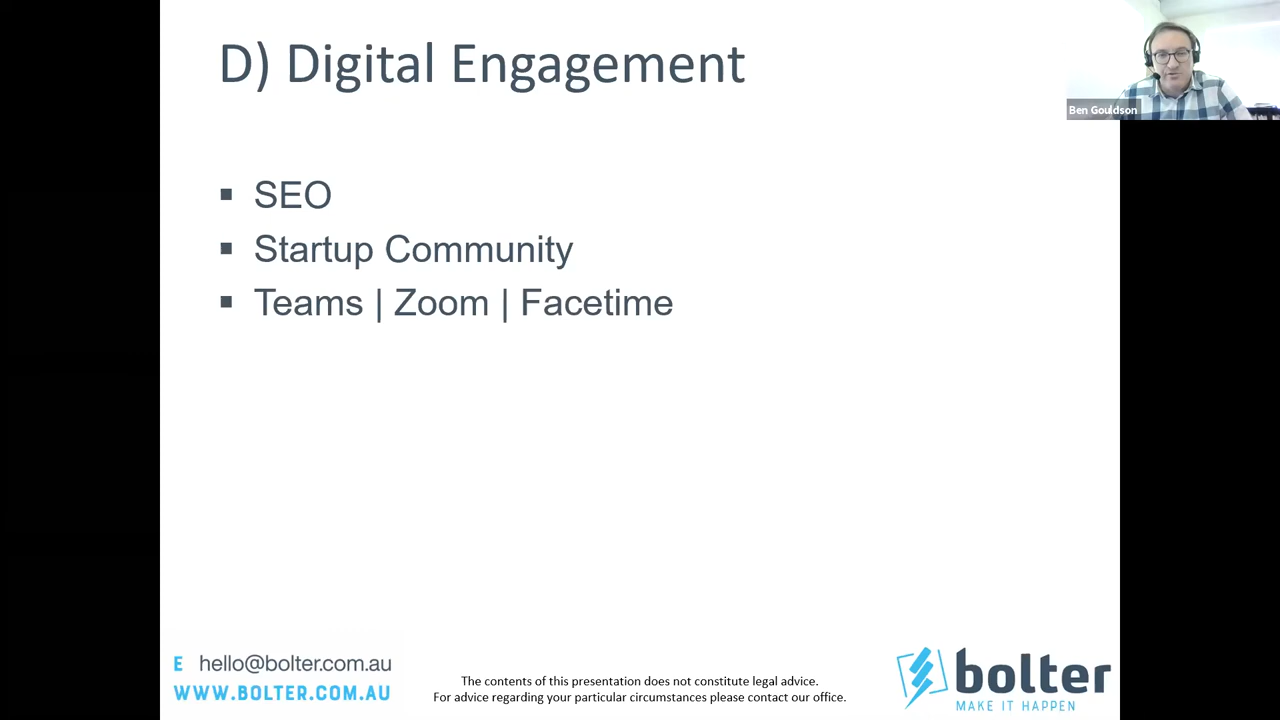 D) Digital Engagement
Ben Gouldson
SEO
Startup Community
Teams | Zoom | Facetime
E hello@bolter.com.au
WWW.BOLTER.COM.AU
The contents of this presentation does not constitute legal advice.
For advice regarding your particular circumstances please contact our office.
bolter
MAKE IT HAPPEN